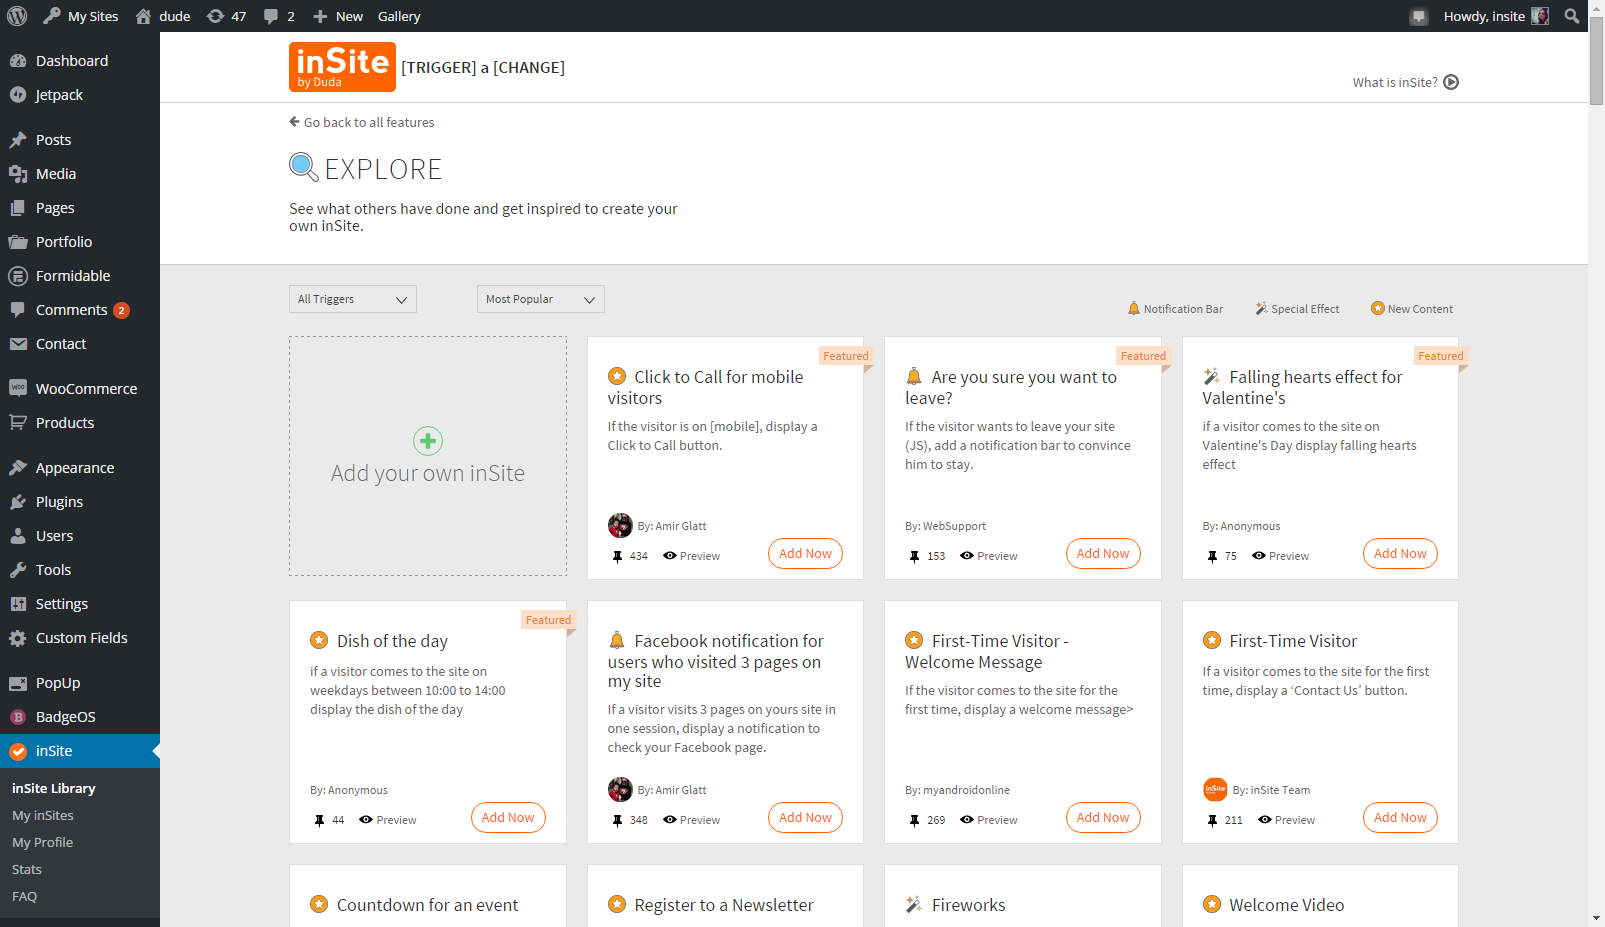 My Sites
dude
47
2
New
Gallery
Howdy, insite
Dashboard
Jetpack
Posts
Media
Pages
Portfolio
Formidable
Comments 2
Contact
WooCommerce
Products
Appearance
Plugins
Users
Tools
Settings
Custom Fields
PopUp
BadgeOS
inSite
inSite Library
My inSites
My Profile
Stats
FAQ
inSite
by Duda
[TRIGGER] a [CHANGE]
What is inSite?
Go back to all features
EXPLORE
See what others have done and get inspired to create your
own inSite.
All Triggers
Most Popular
Notification Bar
Special Effect
New Content
Add your own inSite
Featured
Click to Call for mobile
visitors
If the visitor is on [mobile], display a
Click to Call button.
By: Amir Glatt
434
Preview
Add Now
Featured
Are you sure you want to
leave?
If the visitor wants to leave your site
(JS), add a notification bar to convince
him to stay.
By: WebSupport
153
Preview
Add Now
Featured
Falling hearts effect for
Valentine's
if a visitor comes to the site on
Valentine's Day display falling hearts
effect
By: Anonymous
75
Preview
Add Now
Featured
Dish of the day
if a visitor comes to the site on
weekdays between 10:00 to 14:00
display the dish of the day
By: Anonymous
44
Preview
Add Now
Facebook notification for
users who visited 3 pages on
my site
If a visitor visits 3 pages on yours site in
one session, display a notification to
check your Facebook page.
By: Amir Glatt
348
Preview
Add Now
First-Time Visitor -
Welcome Message
If the visitor comes to the site for the
first time, display a welcome message>
By: myandroidonline
269
Preview
Add Now
First-Time Visitor
If a visitor comes to the site for the first
time, display a ‘Contact Us’ button.
inSite
By: inSite Team
211
Preview
Add Now
Countdown for an event
Register to a Newsletter
Fireworks
Welcome Video